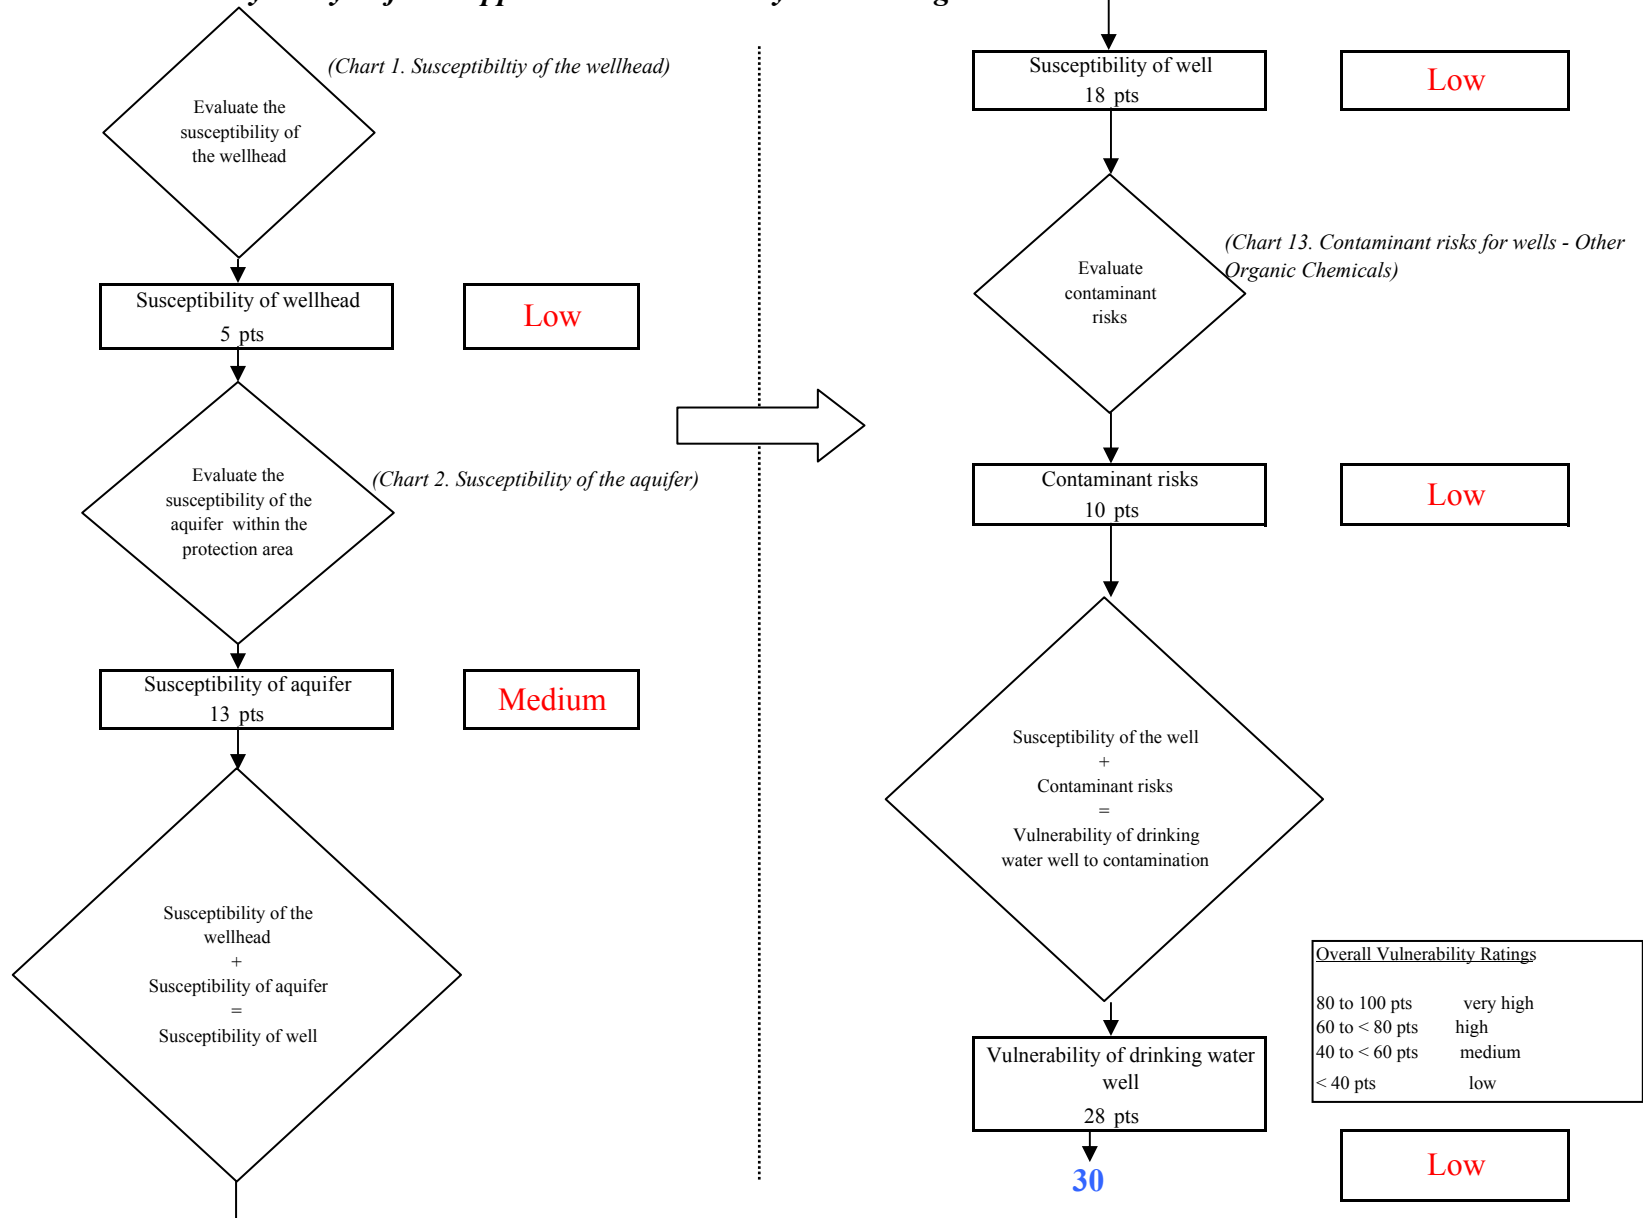 (Chart 1. Susceptibiltiy of the wellhead)
Evaluate the
susceptibility of
the wellhead
Susceptibility of wellhead
5 pts
Low
Evaluate the
susceptibility of the
aquifer within the
protection area
(Chart 2. Susceptibility of the aquifer)
Susceptibility of aquifer
13 pts
Medium
Susceptibility of the
wellhead
+
Susceptibility of aquifer
=
Susceptibility of well
Susceptibility of well
18 pts
Low
Evaluate
contaminant
risks
(Chart 13. Contaminant risks for wells - Other
Organic Chemicals)
Contaminant risks
10 pts
Low
Susceptibility of the well
+
Contaminant risks
=
Vulnerability of drinking
water well to contamination
Vulnerability of drinking water
well
28 pts
30
Overall Vulnerability Ratings
80 to 100 pts very high
60 to < 80 pts high
40 to < 60 pts medium
< 40 pts low
Low